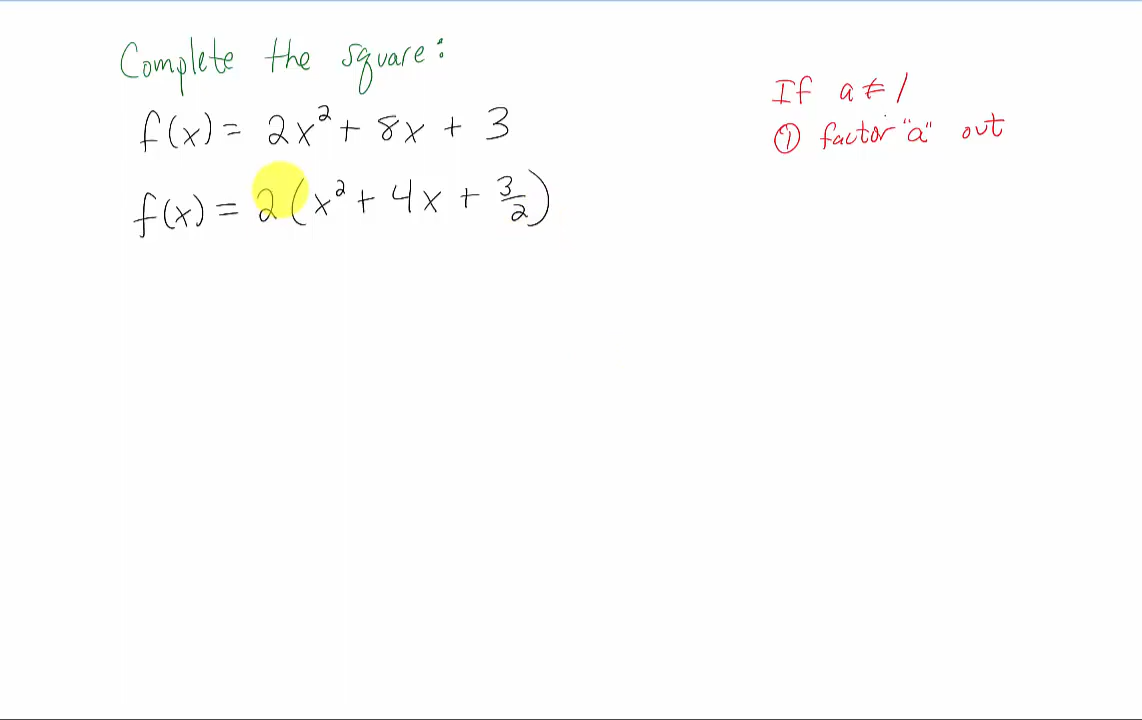 Complete the square:
If a ≠ 1
f(x) = 2x² + 8x + 3
① factor "a" out
f(x) = 2(x² + 4x + 3/2)